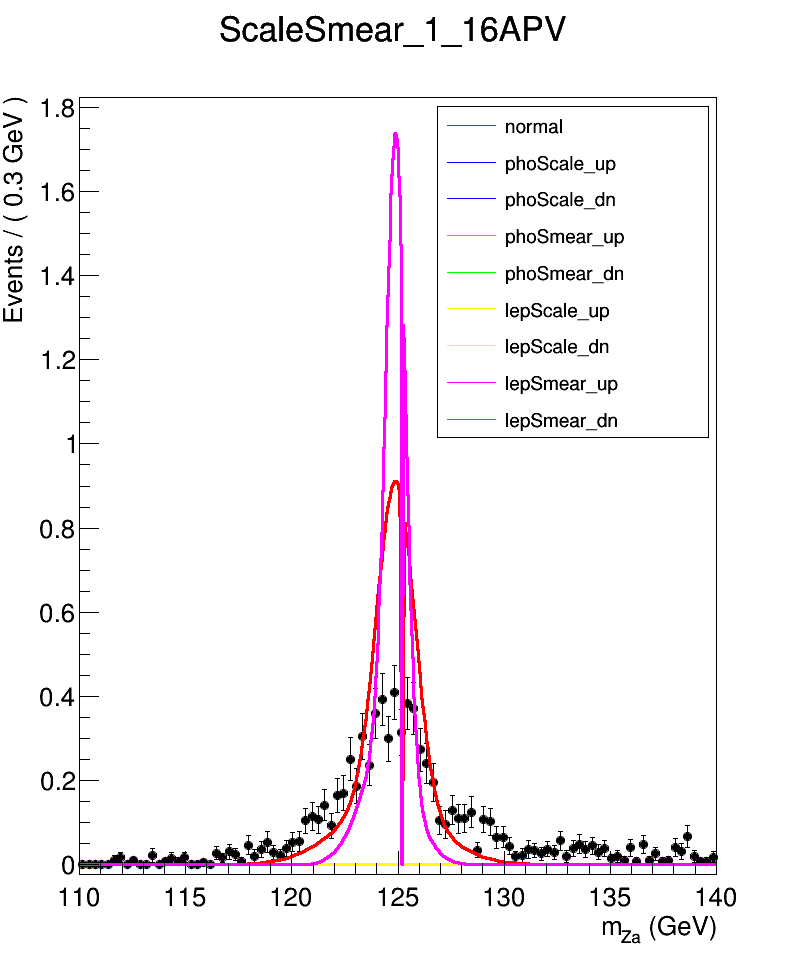 ScaleSmear_1_16APV
Events / ( 0.3 GeV )
1.8
1.6
1.4
1.2
1
0.8
0.6
0.4
0.2
0
normal
phoScale_up
phoScale_dn
phoSmear_up
phoSmear_dn
lepScale_up
lepScale_dn
lepSmear_up
lepSmear_dn
110 115 120 125 130 135 140
m_Za (GeV)